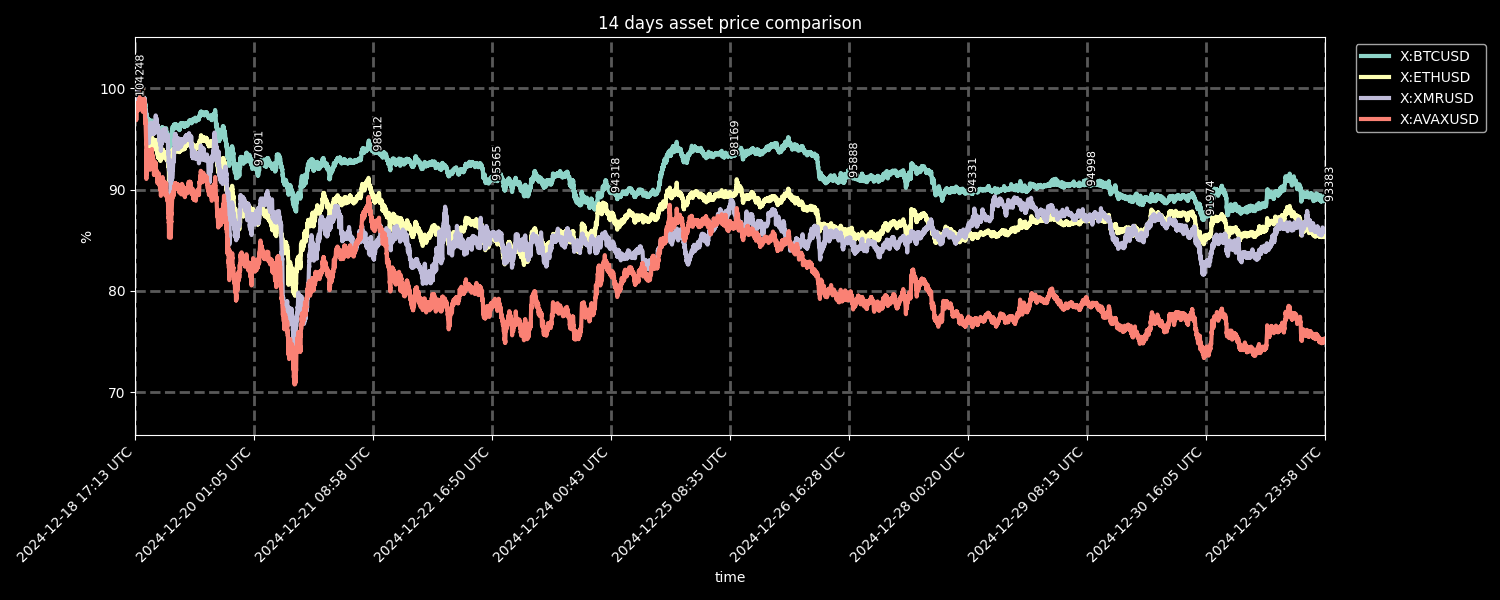 14 days asset price comparison
X:BTCUSD
X:ETHUSD
X:XMRUSD
X:AVAXUSD
100
90
80
70
%
104248
97091
98612
95565
94318
98169
95888
94331
94998
91974
93383
2024-12-18 17:13 UTC
2024-12-20 01:05 UTC
2024-12-21 08:58 UTC
2024-12-22 16:50 UTC
2024-12-24 00:43 UTC
2024-12-25 08:35 UTC
2024-12-26 16:28 UTC
2024-12-28 00:20 UTC
2024-12-29 08:13 UTC
2024-12-30 16:05 UTC
2024-12-31 23:58 UTC
time